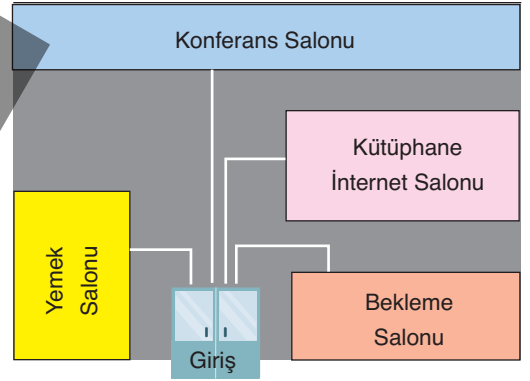 Konferans Salonu
Kütüphane
İnternet Salonu
Yemek
Salonu
Bekleme
Salonu
Giriş